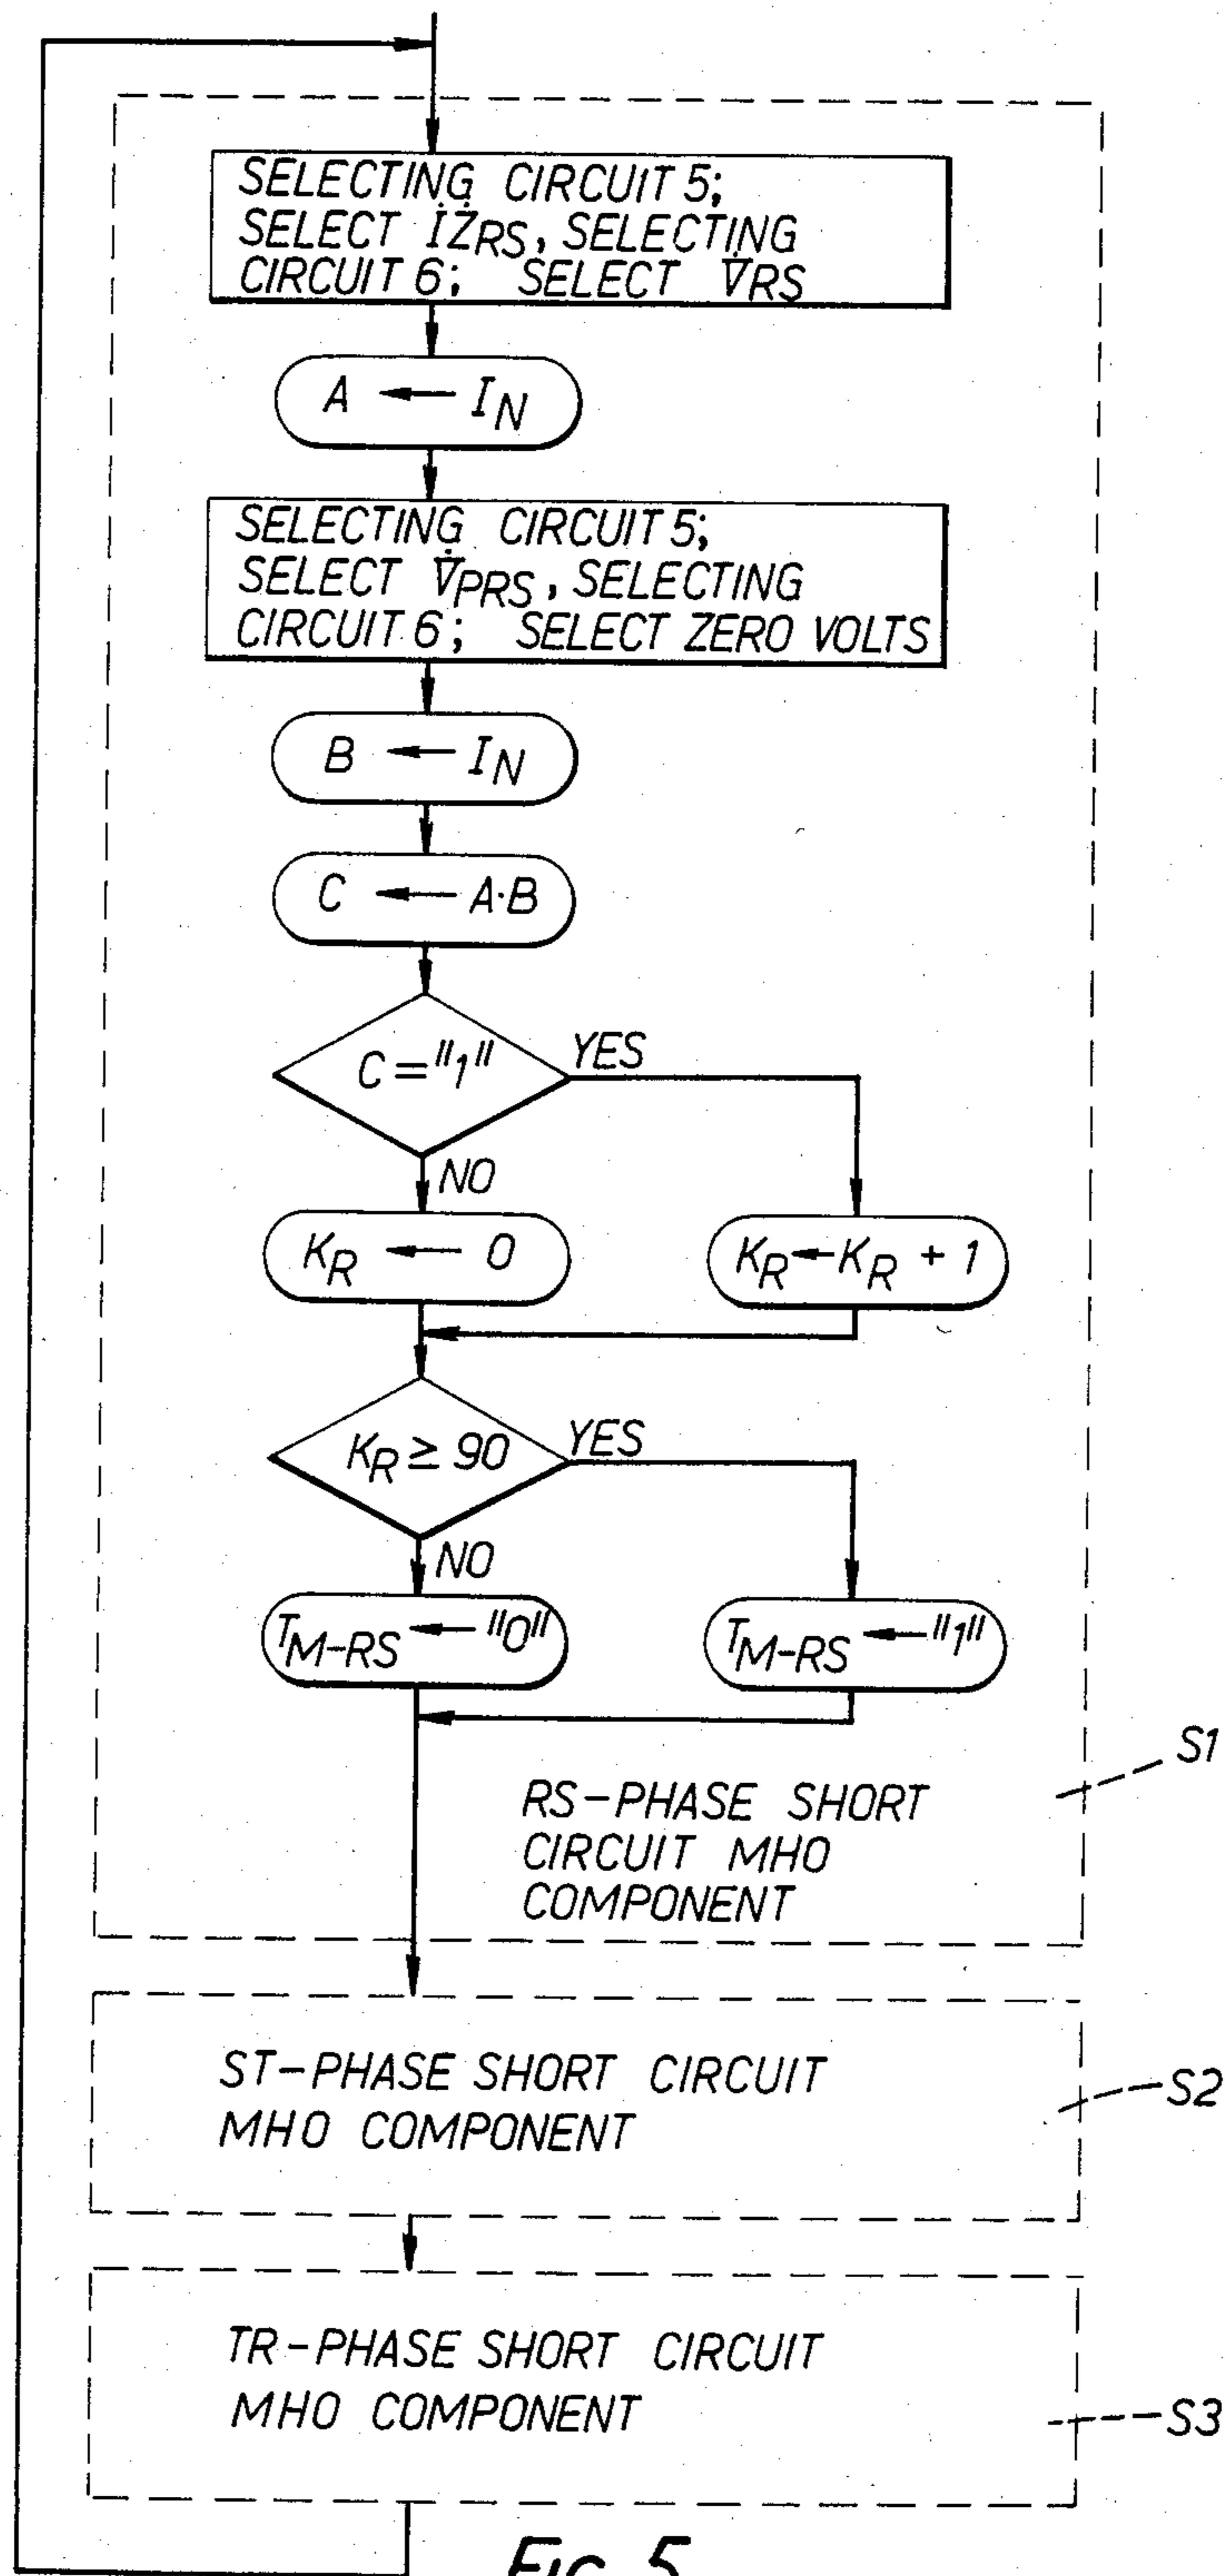 SELECTING CIRCUIT 5;
SELECT İŻRS, SELECTING
CIRCUIT 6; SELECT V̇RS
A ← IN
SELECTING CIRCUIT 5;
SELECT V̇PRS, SELECTING
CIRCUIT 6; SELECT ZERO VOLTS
B ← IN
C ← A·B
C="1"
YES
NO
KR ← 0
KR ← KR + 1
KR ≥ 90
YES
NO
TM-RS ← "0"
TM-RS ← "1"
S1
RS-PHASE SHORT
CIRCUIT MHO
COMPONENT
ST-PHASE SHORT CIRCUIT
MHO COMPONENT
S2
TR-PHASE SHORT CIRCUIT
MHO COMPONENT
S3
FIG. 5